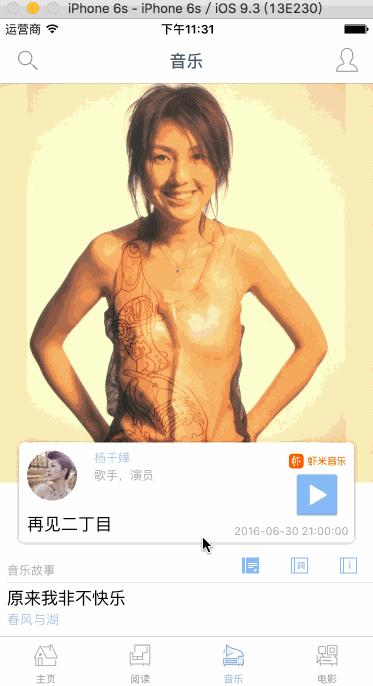 iPhone 6s - iPhone 6s / iOS 9.3 (13E230)
运营商 下午11:31
音乐
杨千嬅
歌手，演员
虾 虾米音乐
再见二丁目
2016-06-30 21:00:00
音乐故事
原来我非不快乐
春风与湖
主页 阅读 音乐 电影